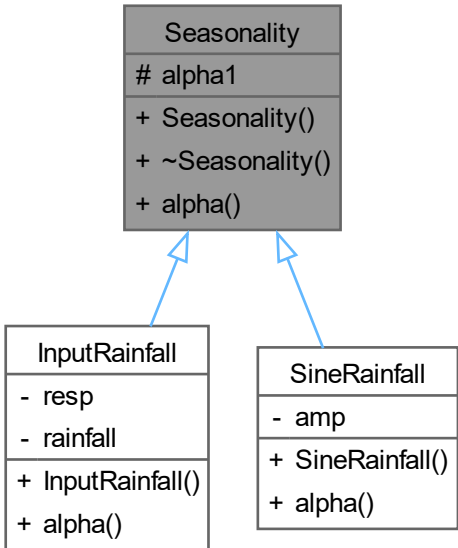 Seasonality
# alpha1
+ Seasonality()
+ ~Seasonality()
+ alpha()
InputRainfall
- resp
- rainfall
+ InputRainfall()
+ alpha()
SineRainfall
- amp
+ SineRainfall()
+ alpha()